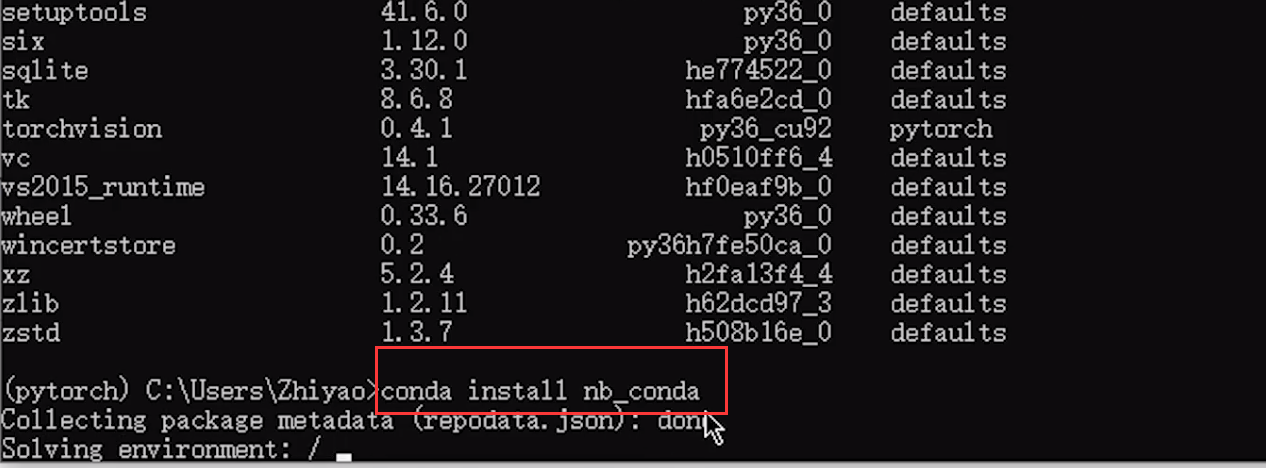 setuptools 41.6.0 py36_0 defaults
six 1.12.0 py36_0 defaults
sqlite 3.30.1 he774522_0 defaults
tk 8.6.8 hfa6e2cd_0 defaults
torchvision 0.4.1 py36_cu92 pytorch
vc 14.1 h0510ff6_4 defaults
vs2015_runtime 14.16.27012 hf0eaf9b_0 defaults
wheel 0.33.6 py36_0 defaults
wincertstore 0.2 py36h7fe50ca_0 defaults
xz 5.2.4 h2fa13f4_4 defaults
zlib 1.2.11 h62dcd97_3 defaults
zstd 1.3.7 h508b16e_0 defaults
(pytorch) C:\Users\Zhiyao>conda install nb_conda
Collecting package metadata (repodata.json): done
Solving environment: /